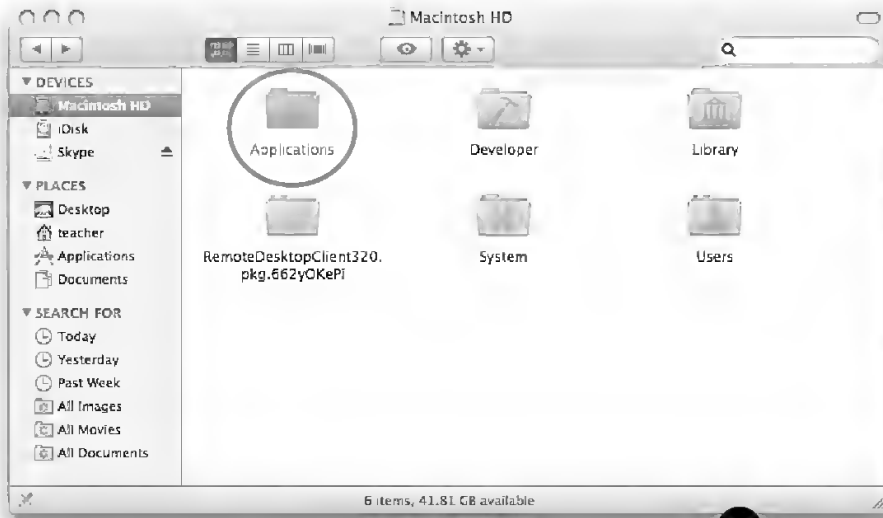 Macintosh HD
DEVICES
Macintosh HD
iDisk
Skype
PLACES
Desktop
teacher
Applications
Documents
SEARCH FOR
Today
Yesterday
Past Week
All Images
All Movies
All Documents
Applications
Developer
Library
RemoteDesktopClient320.
pkg.662yOKePi
System
Users
6 items, 41.81 GB available